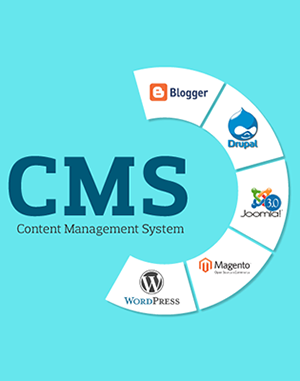 Blogger
Drupal
CMS
Content Management System
3.0
Joomla!
Magento
WORDPRESS